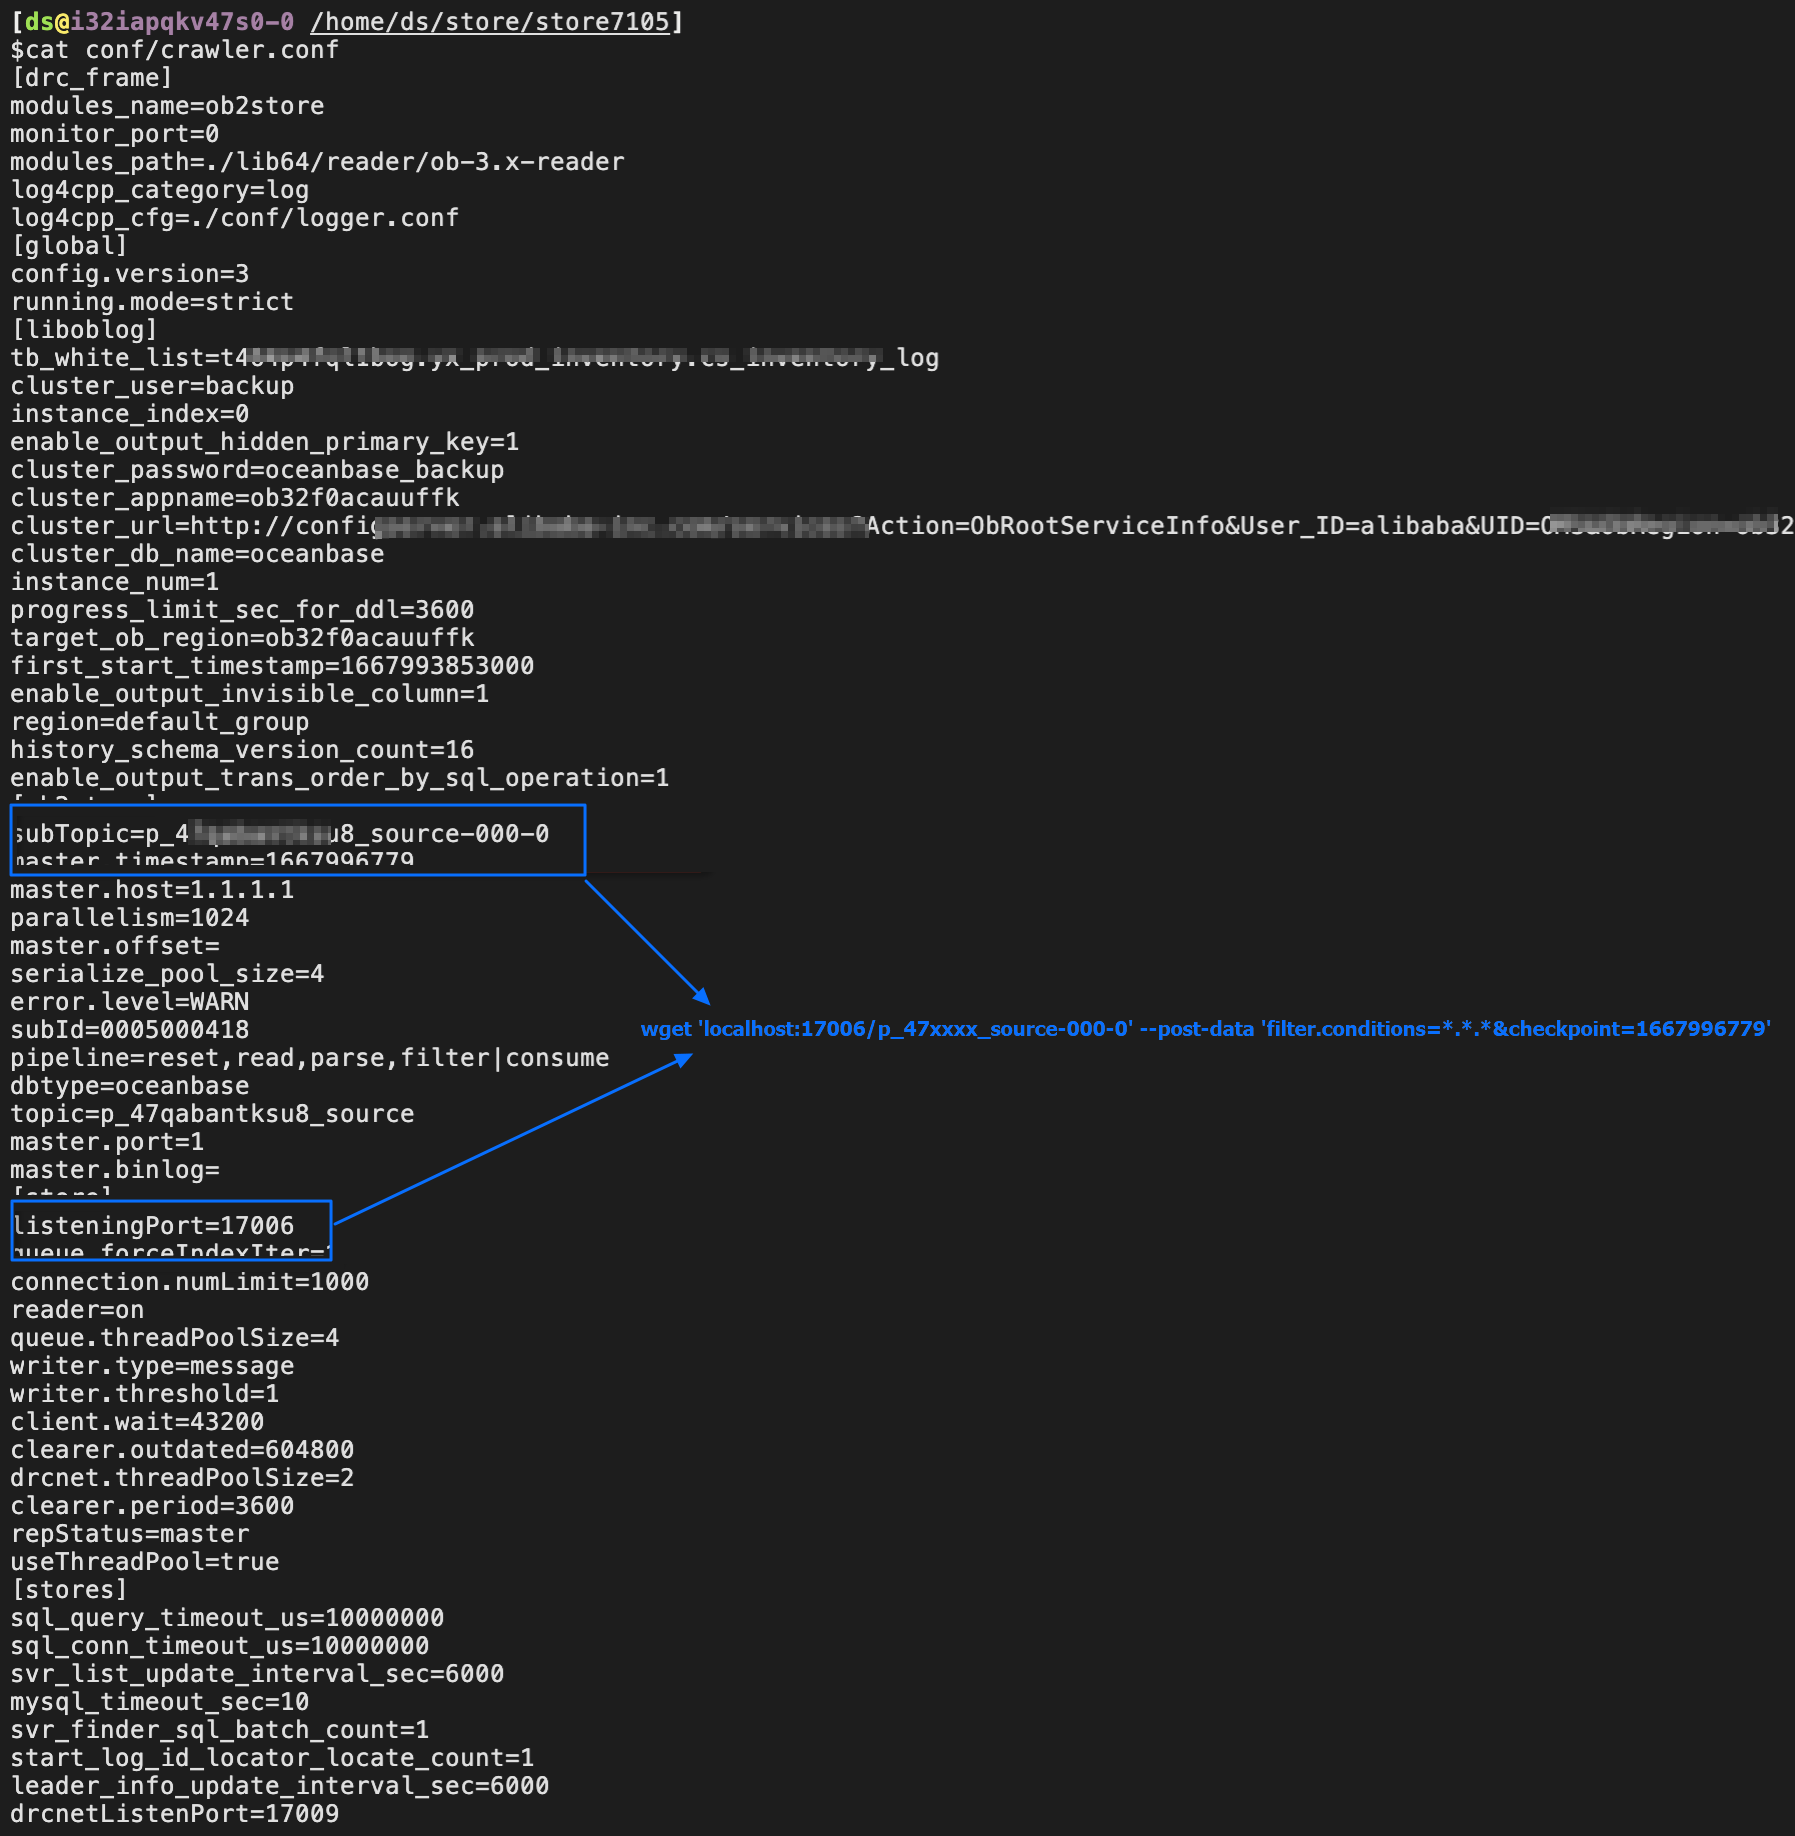 [ds@i32iapqkv47s0-0 /home/ds/store/store7105]
$cat conf/crawler.conf
[drc_frame]
modules_name=ob2store
monitor_port=0
modules_path=./lib64/reader/ob-3.x-reader
log4cpp_category=log
log4cpp_cfg=./conf/logger.conf
[global]
config.version=3
running.mode=strict
[liboblog]
tb_white_list=t4 _log
cluster_user=backup
instance_index=0
enable_output_hidden_primary_key=1
cluster_password=oceanbase_backup
cluster_appname=ob32f0acauuffk
cluster_url=http://config Action=ObRootServiceInfo&User_ID=alibaba&UID=
cluster_db_name=oceanbase
instance_num=1
progress_limit_sec_for_ddl=3600
target_ob_region=ob32f0acauuffk
first_start_timestamp=1667993853000
enable_output_invisible_column=1
region=default_group
history_schema_version_count=16
enable_output_trans_order_by_sql_operation=1
subTopic=p_4 u8_source-000-0
master.timestamp=1667996779
master.host=1.1.1.1
parallelism=1024
master.offset=
serialize_pool_size=4
error.level=WARN
subId=0005000418
wget 'localhost:17006/p_47xxxx_source-000-0' --post-data 'filter.conditions=*.*.*&checkpoint=1667996779'
pipeline=reset,read,parse,filter|consume
dbtype=oceanbase
topic=p_47qabantksu8_source
master.port=1
master.binlog=
[store]
listeningPort=17006
queue.forceIndexIter=
connection.numLimit=1000
reader=on
queue.threadPoolSize=4
writer.type=message
writer.threshold=1
client.wait=43200
clearer.outdated=604800
drcnet.threadPoolSize=2
clearer.period=3600
repStatus=master
useThreadPool=true
[stores]
sql_query_timeout_us=10000000
sql_conn_timeout_us=10000000
svr_list_update_interval_sec=6000
mysql_timeout_sec=10
svr_finder_sql_batch_count=1
start_log_id_locator_locate_count=1
leader_info_update_interval_sec=6000
drcnetListenPort=17009